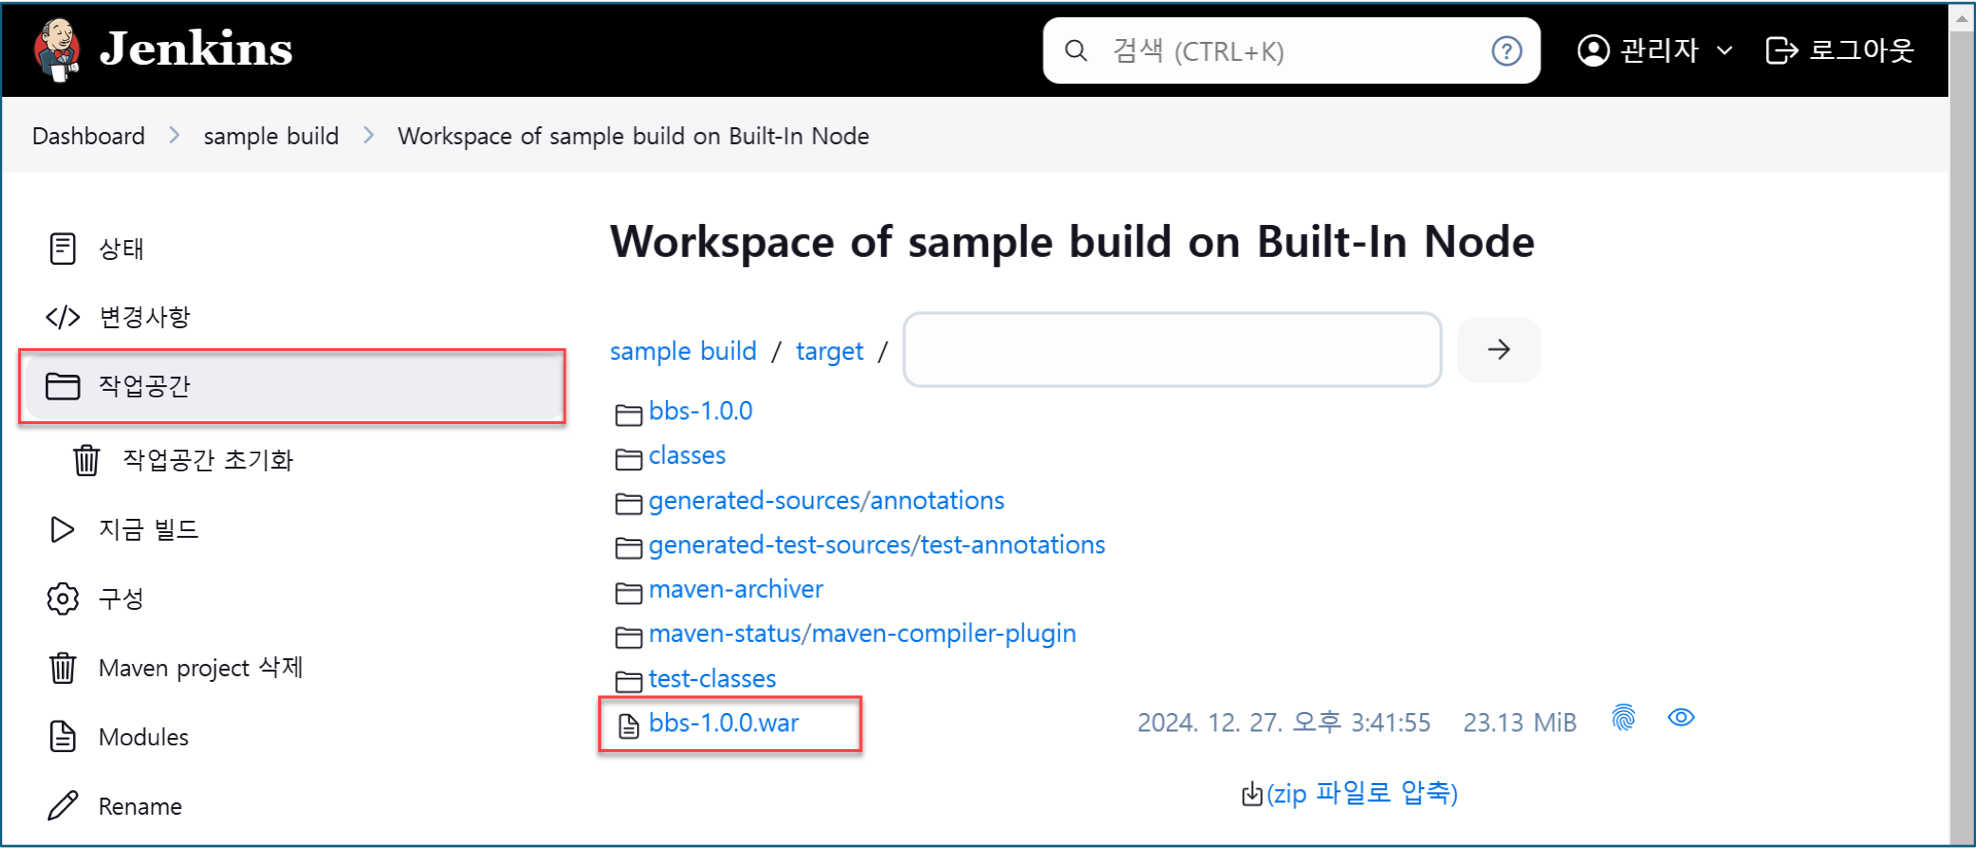 Jenkins
검색 (CTRL+K)
관리자
로그아웃
Dashboard > sample build > Workspace of sample build on Built-In Node
상태
변경사항
작업공간
작업공간 초기화
지금 빌드
구성
Maven project 삭제
Modules
Rename
Workspace of sample build on Built-In Node
sample build / target /
bbs-1.0.0
classes
generated-sources/annotations
generated-test-sources/test-annotations
maven-archiver
maven-status/maven-compiler-plugin
test-classes
bbs-1.0.0.war 2024. 12. 27. 오후 3:41:55 23.13 MiB
(zip 파일로 압축)